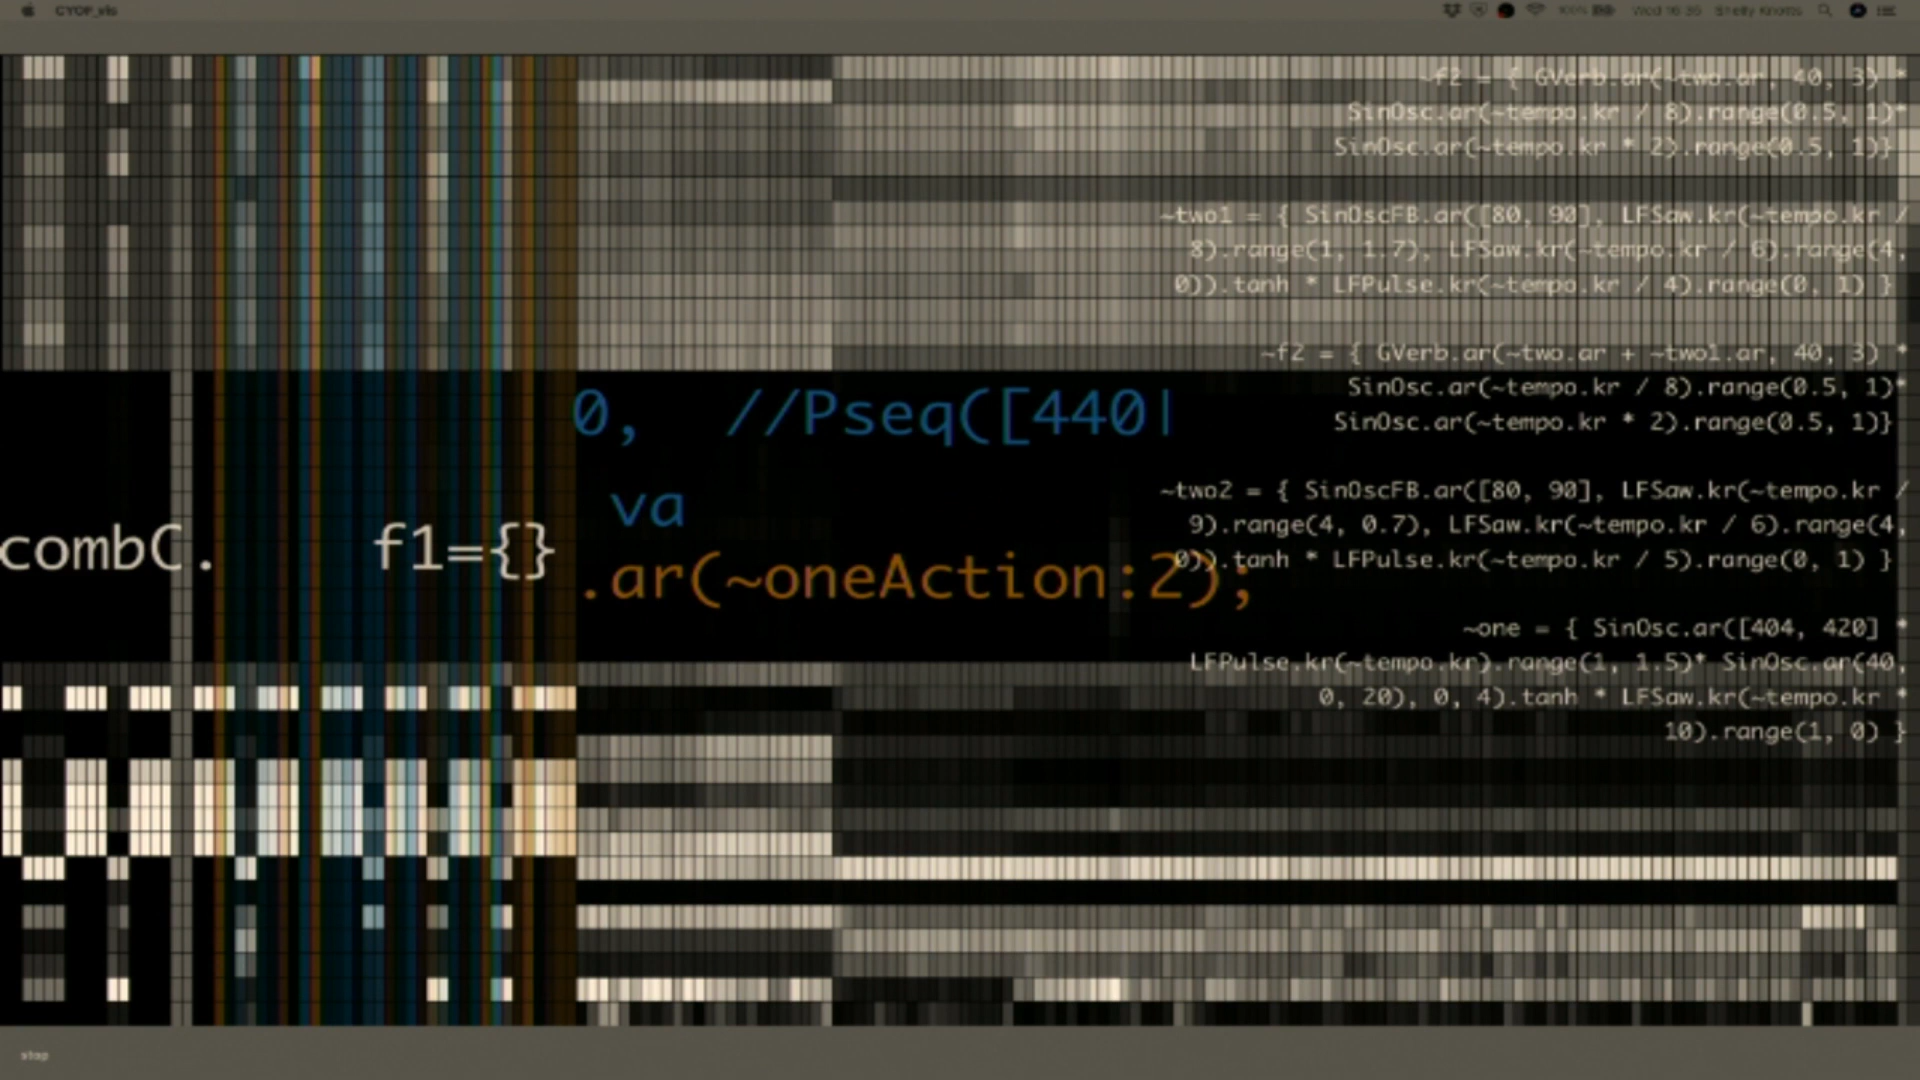 CYOF_vis
100%
Wed 16:36 Shelly Knotts
~f2 = { GVerb.ar(~two.ar, 40, 3) *
SinOsc.ar(~tempo.kr / 8).range(0.5, 1)*
SinOsc.ar(~tempo.kr * 2).range(0.5, 1)}
~two1 = { SinOscFB.ar([80, 90], LFSaw.kr(~tempo.kr /
8).range(1, 1.7), LFSaw.kr(~tempo.kr / 6).range(4,
0)).tanh * LFPulse.kr(~tempo.kr / 4).range(0, 1) }
~f2 = { GVerb.ar(~two.ar + ~two1.ar, 40, 3) *
SinOsc.ar(~tempo.kr / 8).range(0.5, 1)*
SinOsc.ar(~tempo.kr * 2).range(0.5, 1)}
~two2 = { SinOscFB.ar([80, 90], LFSaw.kr(~tempo.kr /
9).range(4, 0.7), LFSaw.kr(~tempo.kr / 6).range(4,
0)).tanh * LFPulse.kr(~tempo.kr / 5).range(0, 1) }
~one = { SinOsc.ar([404, 420] *
LFPulse.kr(~tempo.kr).range(1, 1.5)* SinOsc.ar(40,
0, 20), 0, 4).tanh * LFSaw.kr(~tempo.kr *
10).range(1, 0) }
0, //Pseq([440|
va
combC. f1={}
.ar(~oneAction:2);
stop